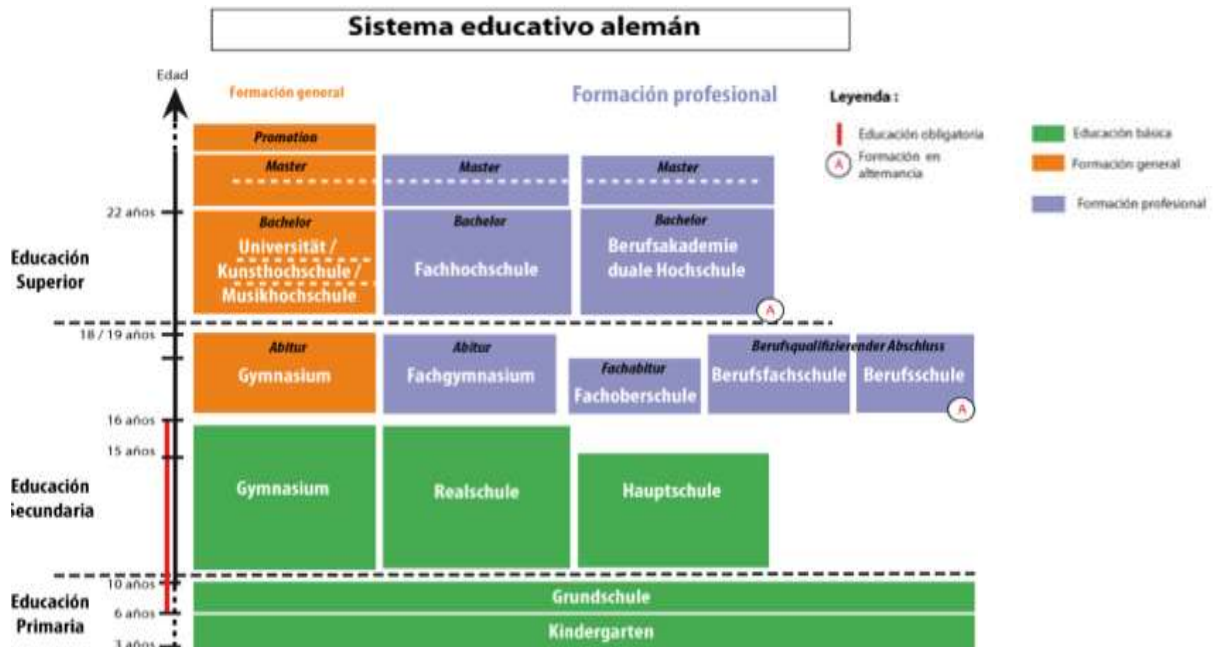 Sistema educativo alemán
Edad
Formación general
Formación profesional
Leyenda :
Educación obligatoria
A
Formación en
alternancia
Educación básica
Formación general
Formación profesional
Promotion
Master
Master
Master
22 años
Educación
Superior
Bachelor
Universität /
Kunsthochschule /
Musikhochschule
Bachelor
Fachhochschule
Bachelor
Berufsakademie
duale Hochschule
A
18 / 19 años
Abitur
Gymnasium
Abitur
Fachgymnasium
Fachabitur
Fachoberschule
Berufsqualifizierender Abschluss
Berufsfachschule
Berufsschule
A
16 años
15 años
Educación
Secundaria
Gymnasium
Realschule
Hauptschule
10 años
Educación
Primaria
6 años
Grundschule
Kindergarten
3 años